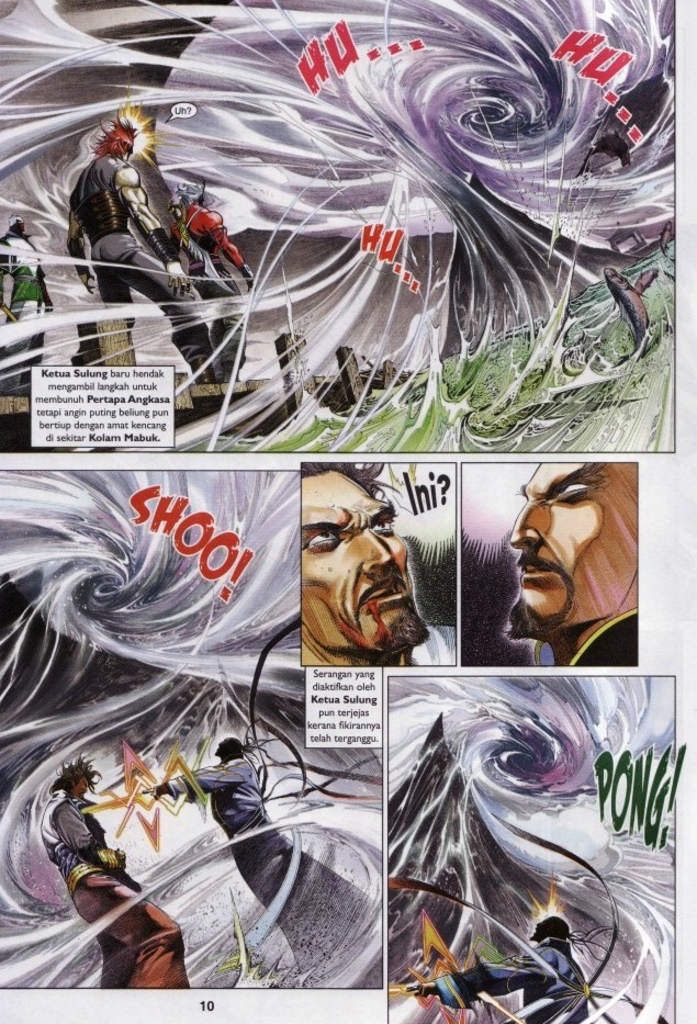 HU...
HU...
Uh?
HU...
Ketua Sulung baru hendak
mengambil langkah untuk
membunuh Pertapa Angkasa
tetapi angin puting beliung pun
bertiup dengan amat kencang
di sekitar Kolam Mabuk.
SHOO!
Ini?
Serangan yang
diaktifkan oleh
Ketua Sulung
pun terjejas
kerana fikirannya
telah terganggu.
PONG!
10